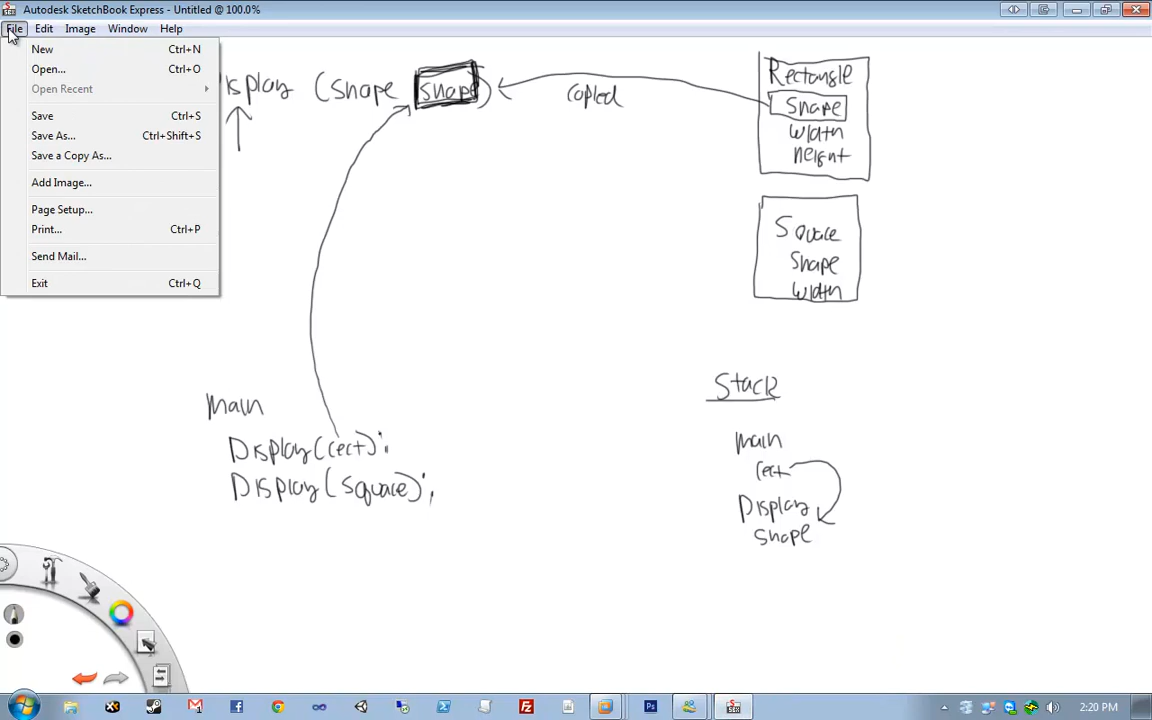 Autodesk SketchBook Express - Untitled @ 100.0%
File Edit Image Window Help
New Ctrl+N
Open... Ctrl+O
Open Recent
Save Ctrl+S
Save As... Ctrl+Shift+S
Save a Copy As...
Add Image...
Page Setup...
Print... Ctrl+P
Send Mail...
Exit Ctrl+Q
isplay (shape shape)
copied
Rectangle
shape
width
height
Square
shape
width
main
Display(rect);
Display(square);
Stack
main
rect
Display
shape
2:20 PM